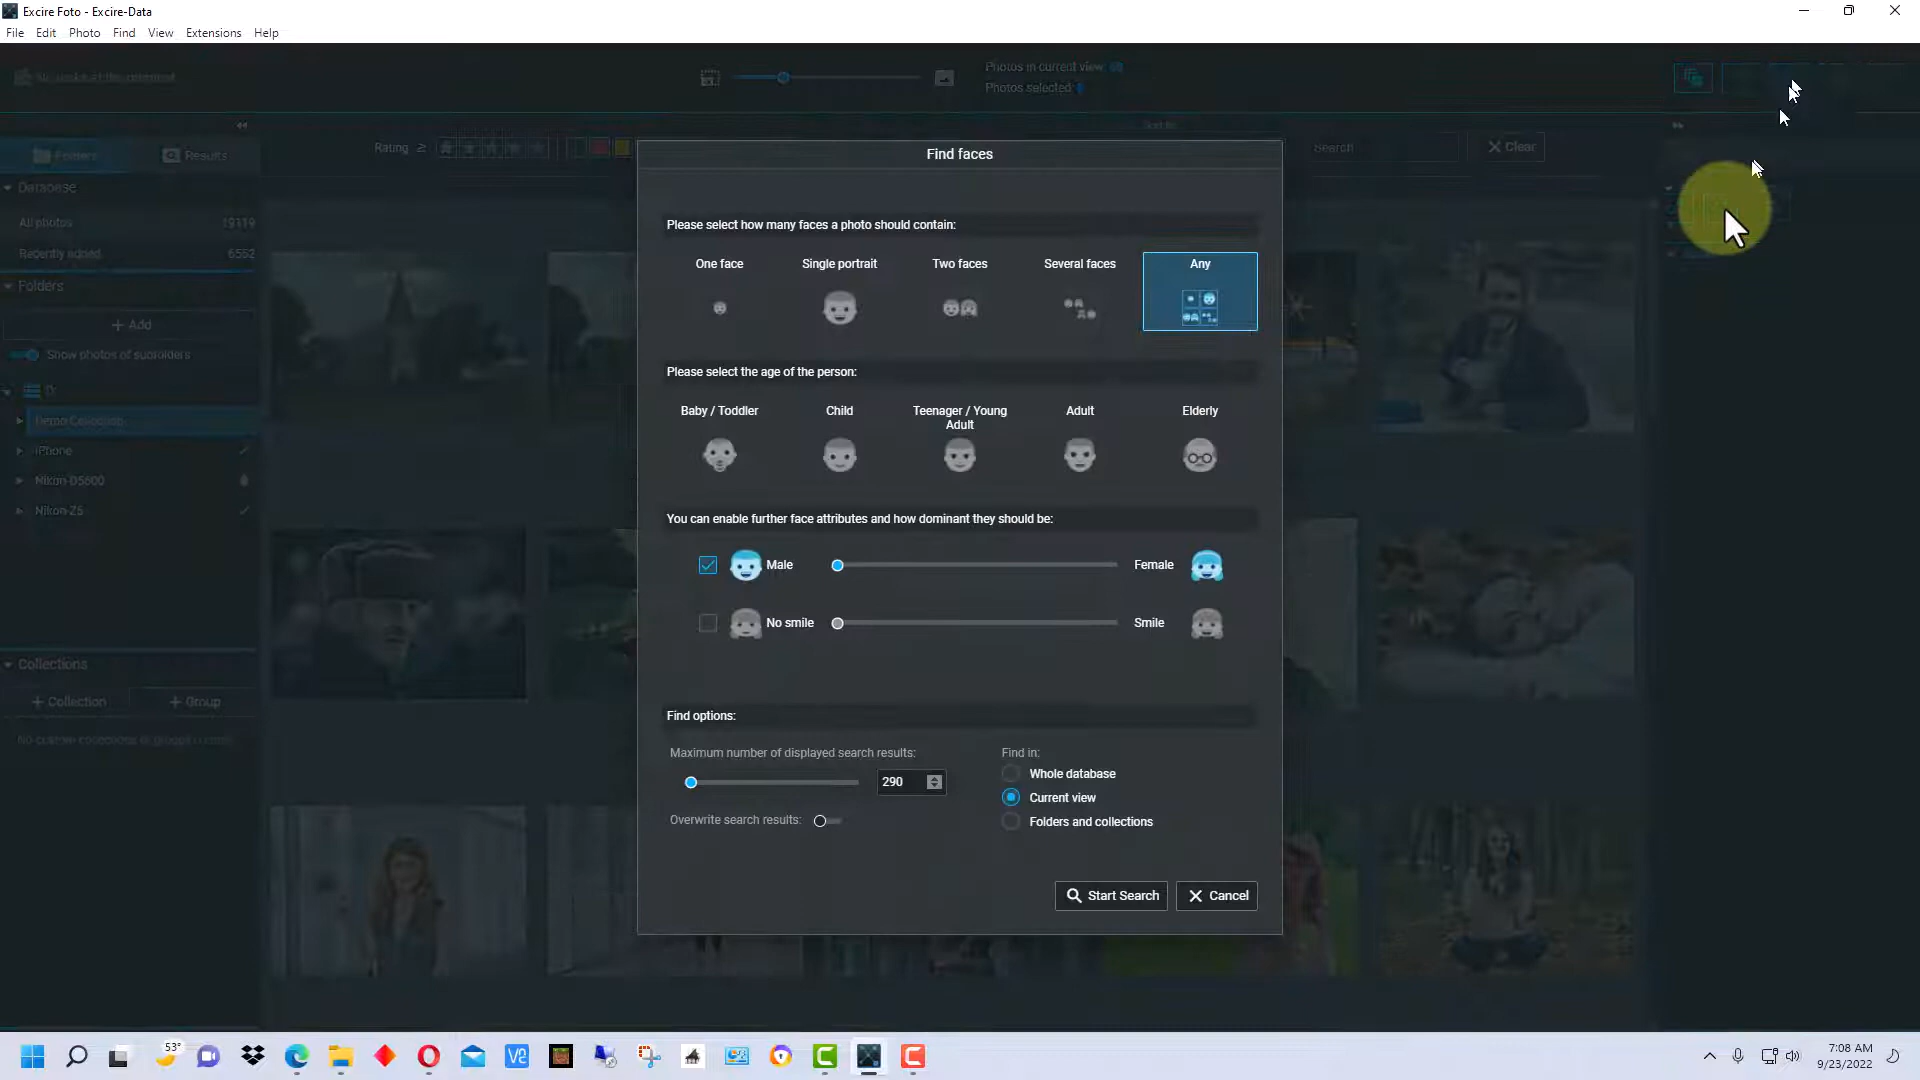 Excire Foto - Excire-Data
File Edit Photo Find View Extensions Help
Photos in current view:
Photos selected:
Rating ≥
Search
Clear
Folders
Results
Database
All photos 19119
Recently added 6552
Folders
+ Add
Show photos of subfolders
Demo Collection
iPhone
Nikon-D5600
Nikon-Z6
Collections
+ Collection
+ Group
Find faces
Please select how many faces a photo should contain:
One face
Single portrait
Two faces
Several faces
Any
Please select the age of the person:
Baby / Toddler
Child
Teenager / Young Adult
Adult
Elderly
You can enable further face attributes and how dominant they should be:
Male
Female
No smile
Smile
Find options:
Maximum number of displayed search results:
290
Overwrite search results:
Find in:
Whole database
Current view
Folders and collections
Start Search
Cancel
53°
7:08 AM
9/23/2022